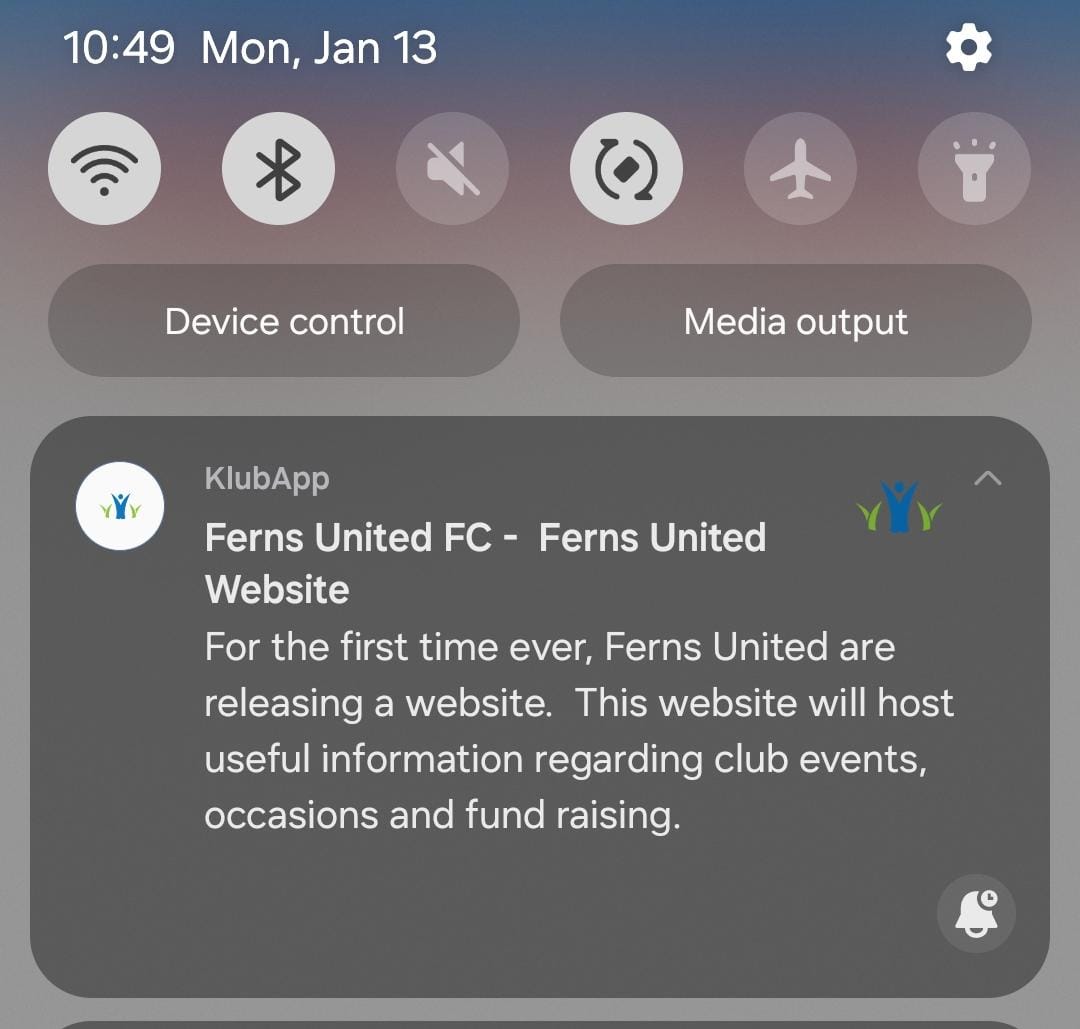 10:49 Mon, Jan 13
Device control
Media output
KlubApp
Ferns United FC -  Ferns United
Website
For the first time ever, Ferns United are
releasing a website.  This website will host
useful information regarding club events,
occasions and fund raising.